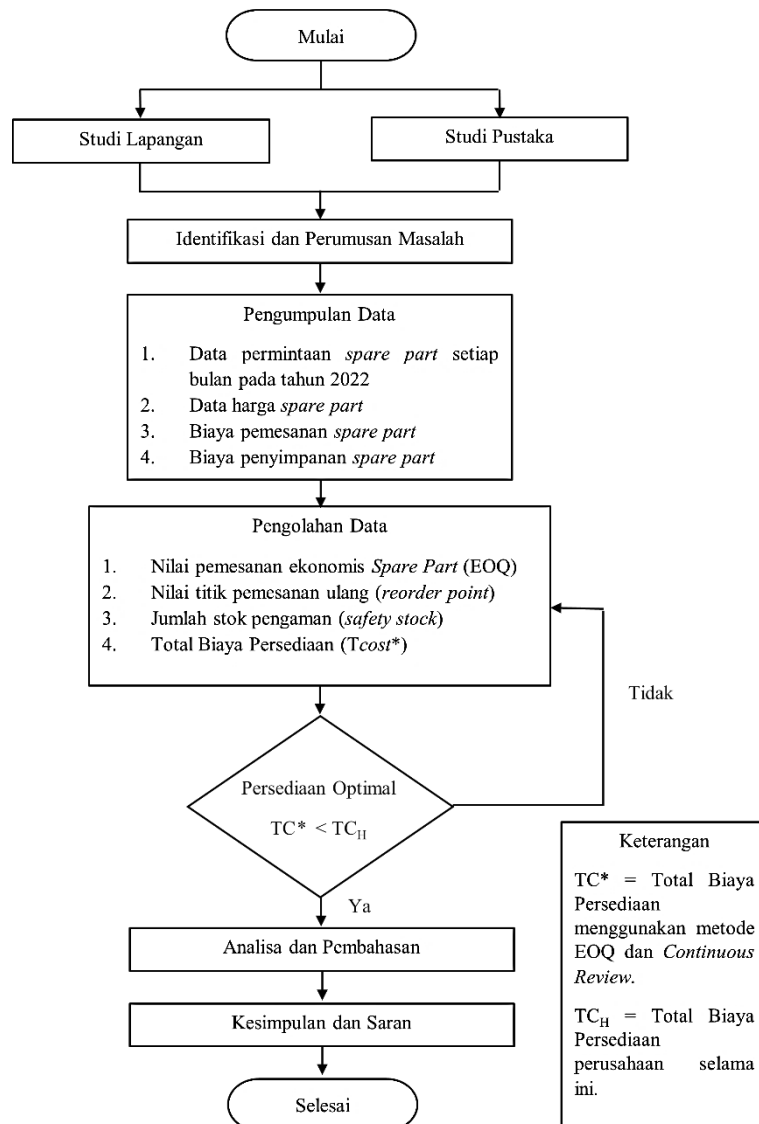 Mulai
Studi Lapangan
Studi Pustaka
Identifikasi dan Perumusan Masalah
Pengumpulan Data
1. Data permintaan spare part setiap
bulan pada tahun 2022
2. Data harga spare part
3. Biaya pemesanan spare part
4. Biaya penyimpanan spare part
Pengolahan Data
1. Nilai pemesanan ekonomis Spare Part (EOQ)
2. Nilai titik pemesanan ulang (reorder point)
3. Jumlah stok pengaman (safety stock)
4. Total Biaya Persediaan (Tcost*)
Tidak
Persediaan Optimal
TC* < TCH
Ya
Analisa dan Pembahasan
Kesimpulan dan Saran
Selesai
Keterangan
TC* = Total Biaya
Persediaan
menggunakan metode
EOQ dan Continuous
Review.
TCH = Total Biaya
Persediaan
perusahaan selama
ini.